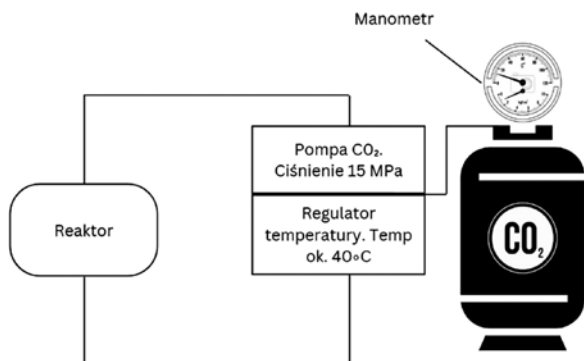 Manometr
Pompa CO₂.
Ciśnienie 15 MPa
Regulator
temperatury. Temp
ok. 40∘C
Reaktor
CO₂